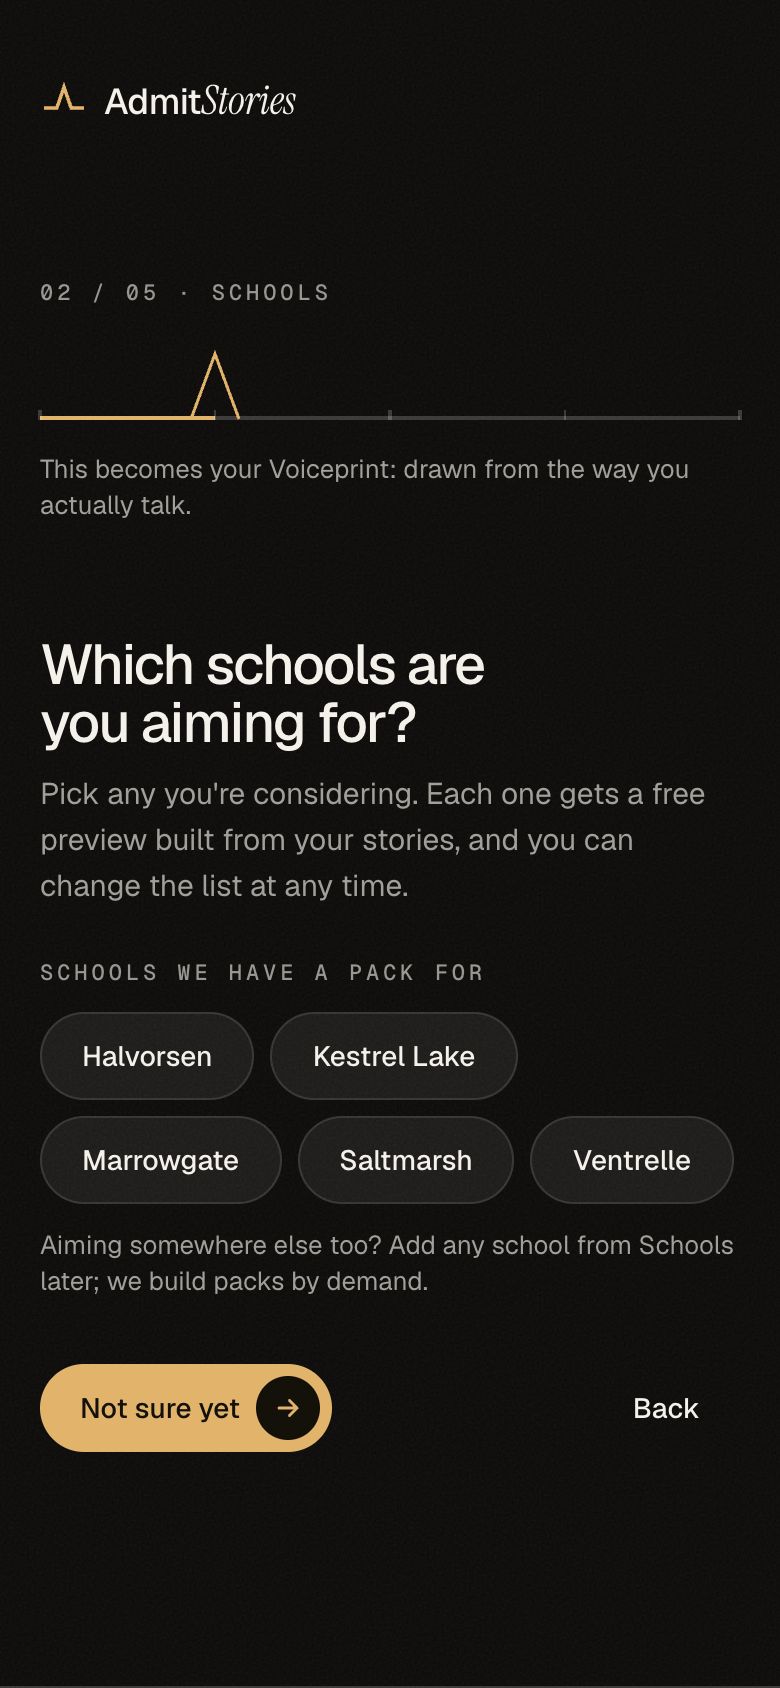 AdmitStories
02 / 05 · SCHOOLS
This becomes your Voiceprint: drawn from the way you
actually talk.
Which schools are
you aiming for?
Pick any you're considering. Each one gets a free
preview built from your stories, and you can
change the list at any time.
SCHOOLS WE HAVE A PACK FOR
Halvorsen Kestrel Lake
Marrowgate Saltmarsh Ventrelle
Aiming somewhere else too? Add any school from Schools
later; we build packs by demand.
Not sure yet → Back